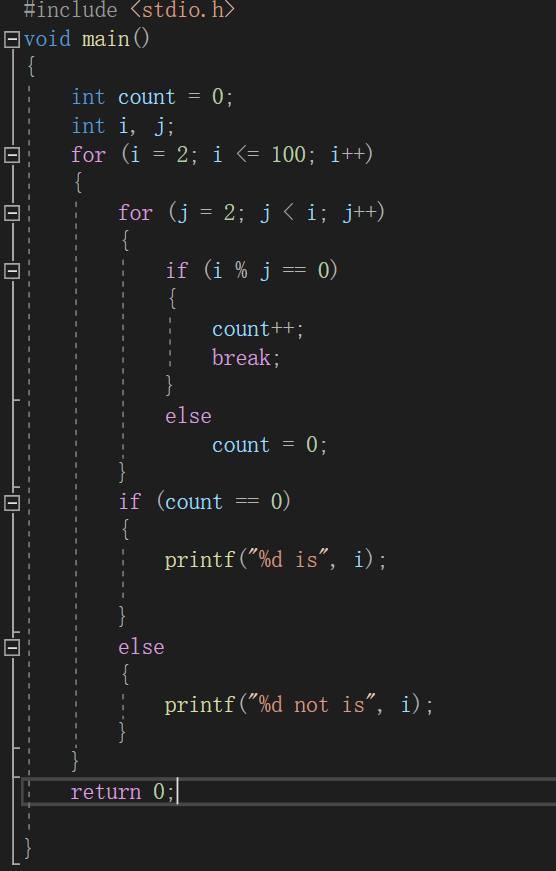 #include <stdio.h>
void main()
{
    int count = 0;
    int i, j;
    for (i = 2; i <= 100; i++)
    {
        for (j = 2; j < i; j++)
        {
            if (i % j == 0)
            {
                count++;
                break;
            }
            else
                count = 0;
        }
        if (count == 0)
        {
            printf("%d is", i);
        }
        else
        {
            printf("%d not is", i);
        }
    }
    return 0;
}